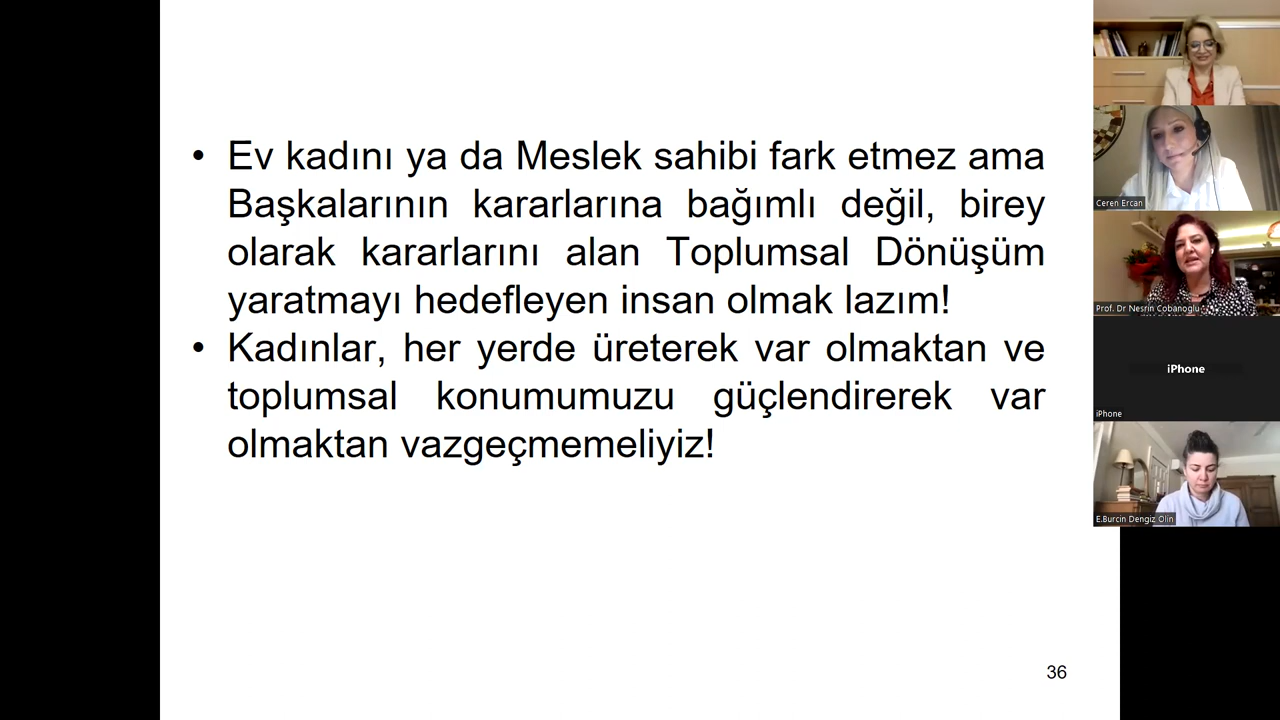 • Ev kadını ya da Meslek sahibi fark etmez ama
Başkalarının kararlarına bağımlı değil, birey
olarak kararlarını alan Toplumsal Dönüşüm
yaratmayı hedefleyen insan olmak lazım!
• Kadınlar, her yerde üreterek var olmaktan ve
toplumsal konumumuzu güçlendirerek var
olmaktan vazgeçmemeliyiz!
36
Ceren Ercan
Prof. Dr Nesrin Cobanoglu
iPhone
iPhone
E.Burcin Dengiz Olin